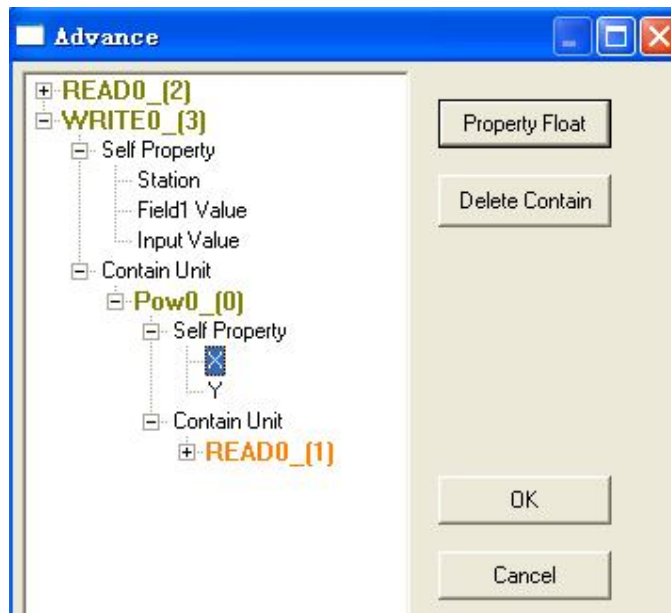 Advance
READ0_(2)
WRITE0_(3)
Self Property
Station
Field1 Value
Input Value
Contain Unit
Pow0_(0)
Self Property
X
Y
Contain Unit
READ0_(1)
Property Float
Delete Contain
OK
Cancel